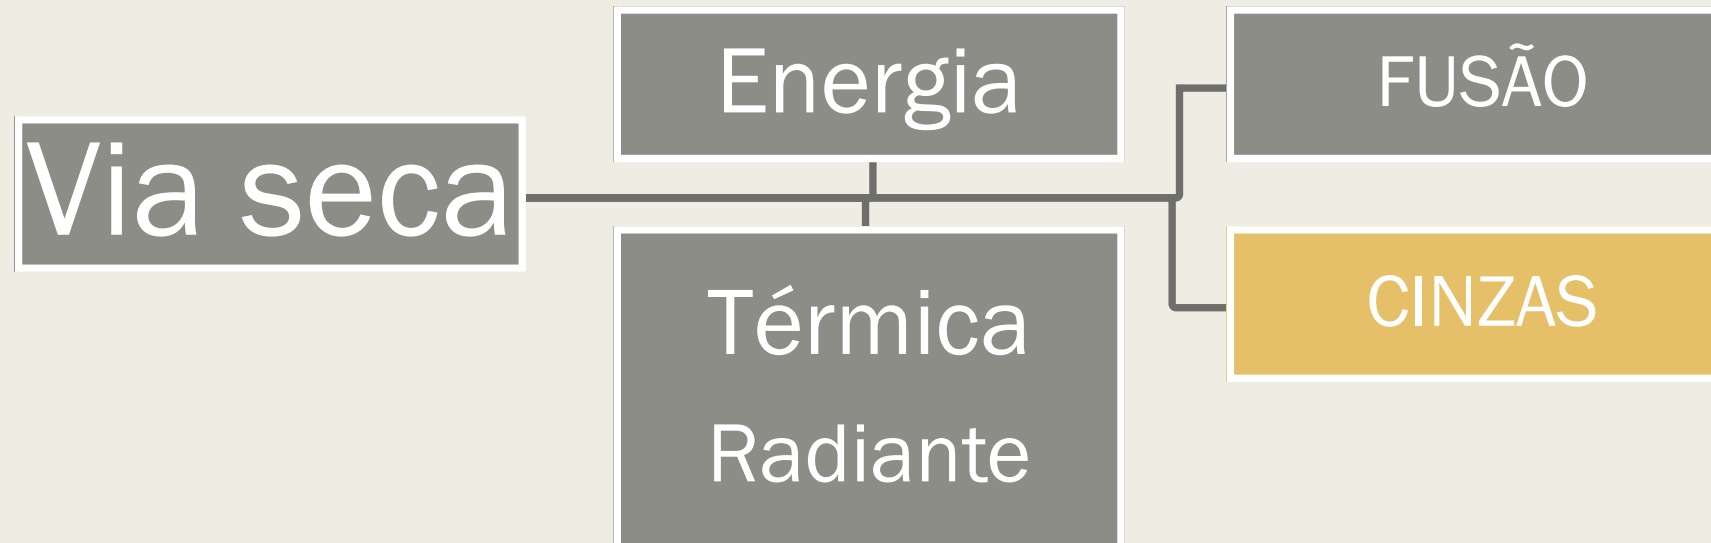 Via seca
Energia
Térmica
Radiante
FUSÃO
CINZAS